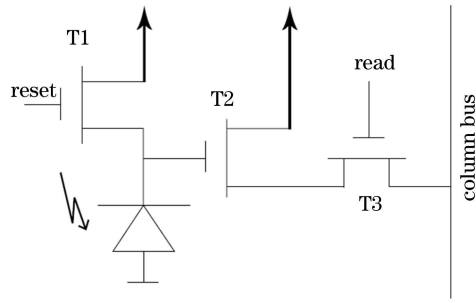 T1
reset
T2
read
T3
column bus